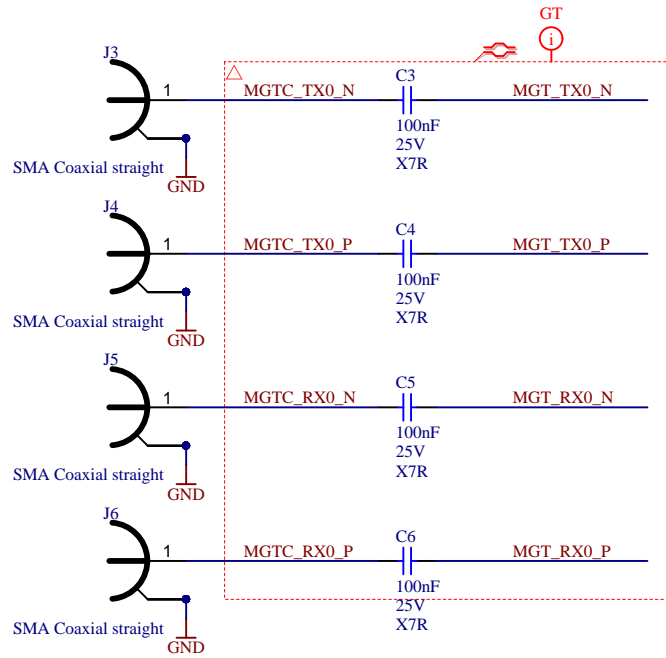 GT
i
J3
1
MGTC_TX0_N
C3
MGT_TX0_N
100nF
25V
X7R
SMA Coaxial straight
GND
J4
1
MGTC_TX0_P
C4
MGT_TX0_P
100nF
25V
X7R
SMA Coaxial straight
GND
J5
1
MGTC_RX0_N
C5
MGT_RX0_N
100nF
25V
X7R
SMA Coaxial straight
GND
J6
1
MGTC_RX0_P
C6
MGT_RX0_P
100nF
25V
X7R
SMA Coaxial straight
GND